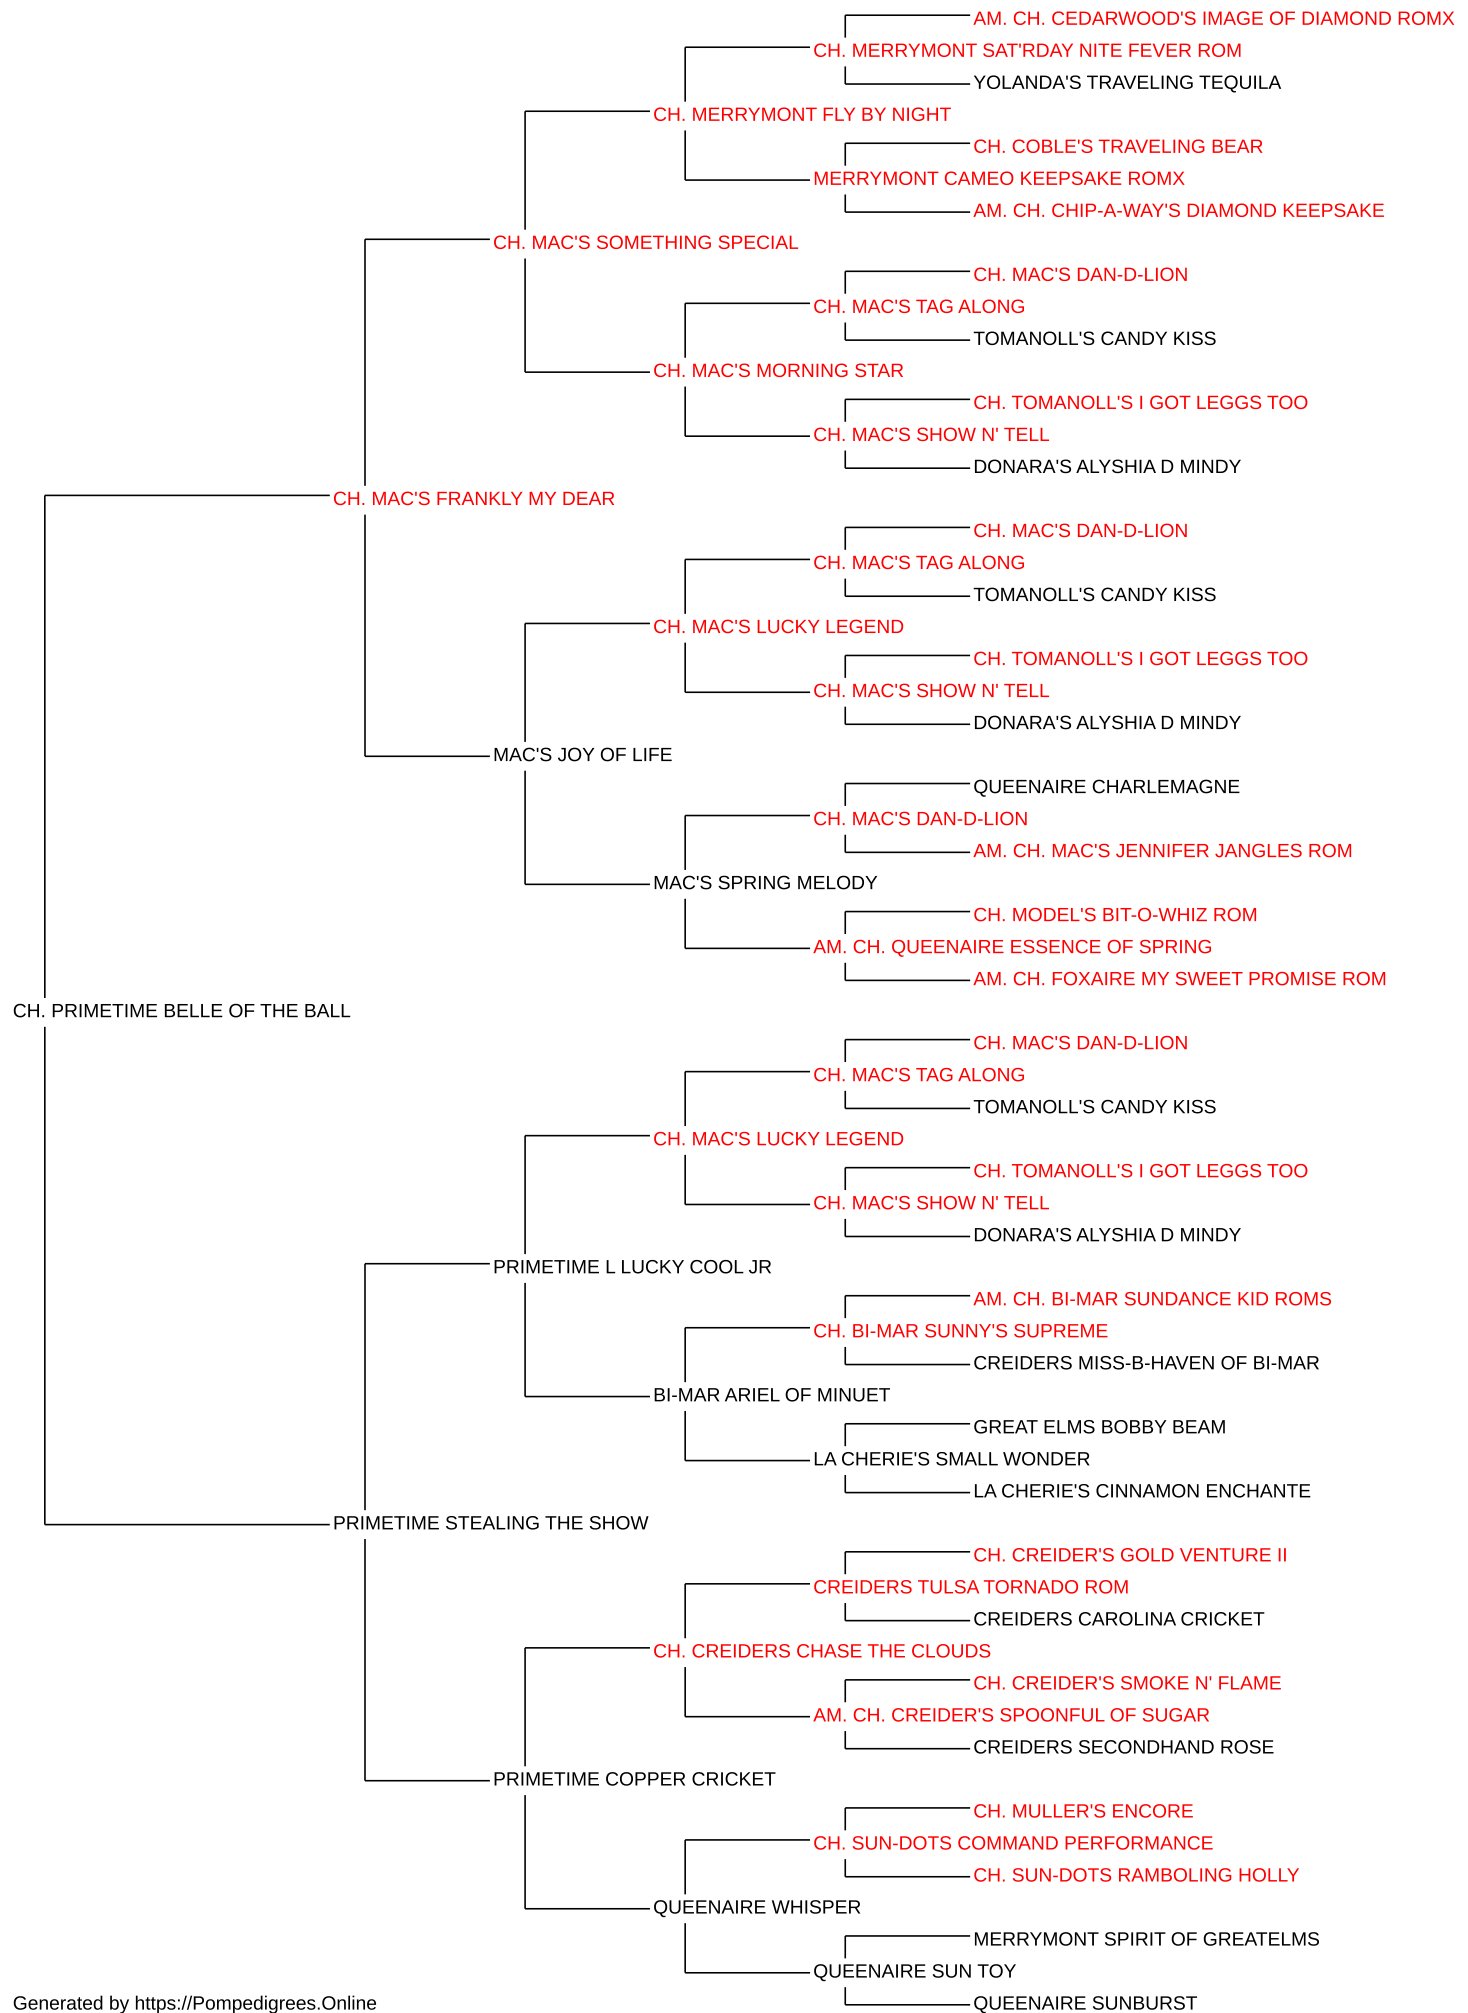 AM. CH. CEDARWOOD'S IMAGE OF DIAMOND ROMX
CH. MERRYMONT SAT'RDAY NITE FEVER ROM
YOLANDA'S TRAVELING TEQUILA
CH. MERRYMONT FLY BY NIGHT
CH. COBLE'S TRAVELING BEAR
MERRYMONT CAMEO KEEPSAKE ROMX
AM. CH. CHIP-A-WAY'S DIAMOND KEEPSAKE
CH. MAC'S SOMETHING SPECIAL
CH. MAC'S DAN-D-LION
CH. MAC'S TAG ALONG
TOMANOLL'S CANDY KISS
CH. MAC'S MORNING STAR
CH. TOMANOLL'S I GOT LEGGS TOO
CH. MAC'S SHOW N' TELL
DONARA'S ALYSHIA D MINDY
CH. MAC'S FRANKLY MY DEAR
CH. MAC'S DAN-D-LION
CH. MAC'S TAG ALONG
TOMANOLL'S CANDY KISS
CH. MAC'S LUCKY LEGEND
CH. TOMANOLL'S I GOT LEGGS TOO
CH. MAC'S SHOW N' TELL
DONARA'S ALYSHIA D MINDY
MAC'S JOY OF LIFE
QUEENAIRE CHARLEMAGNE
CH. MAC'S DAN-D-LION
AM. CH. MAC'S JENNIFER JANGLES ROM
MAC'S SPRING MELODY
CH. MODEL'S BIT-O-WHIZ ROM
AM. CH. QUEENAIRE ESSENCE OF SPRING
AM. CH. FOXAIRE MY SWEET PROMISE ROM
CH. PRIMETIME BELLE OF THE BALL
CH. MAC'S DAN-D-LION
CH. MAC'S TAG ALONG
TOMANOLL'S CANDY KISS
CH. MAC'S LUCKY LEGEND
CH. TOMANOLL'S I GOT LEGGS TOO
CH. MAC'S SHOW N' TELL
DONARA'S ALYSHIA D MINDY
PRIMETIME L LUCKY COOL JR
AM. CH. BI-MAR SUNDANCE KID ROMS
CH. BI-MAR SUNNY'S SUPREME
CREIDERS MISS-B-HAVEN OF BI-MAR
BI-MAR ARIEL OF MINUET
GREAT ELMS BOBBY BEAM
LA CHERIE'S SMALL WONDER
LA CHERIE'S CINNAMON ENCHANTE
PRIMETIME STEALING THE SHOW
CH. CREIDER'S GOLD VENTURE II
CREIDERS TULSA TORNADO ROM
CREIDERS CAROLINA CRICKET
CH. CREIDERS CHASE THE CLOUDS
CH. CREIDER'S SMOKE N' FLAME
AM. CH. CREIDER'S SPOONFUL OF SUGAR
CREIDERS SECONDHAND ROSE
PRIMETIME COPPER CRICKET
CH. MULLER'S ENCORE
CH. SUN-DOTS COMMAND PERFORMANCE
CH. SUN-DOTS RAMBOLING HOLLY
QUEENAIRE WHISPER
MERRYMONT SPIRIT OF GREATELMS
QUEENAIRE SUN TOY
QUEENAIRE SUNBURST
Generated by https://Pompedigrees.Online